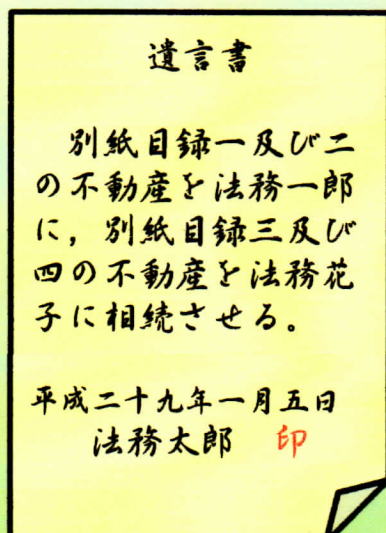 遺言書
別紙目録一及び二
の不動産を法務一郎
に，別紙目録三及び
四の不動産を法務花
子に相続させる。
平成二十九年一月五日
法務太郎 印